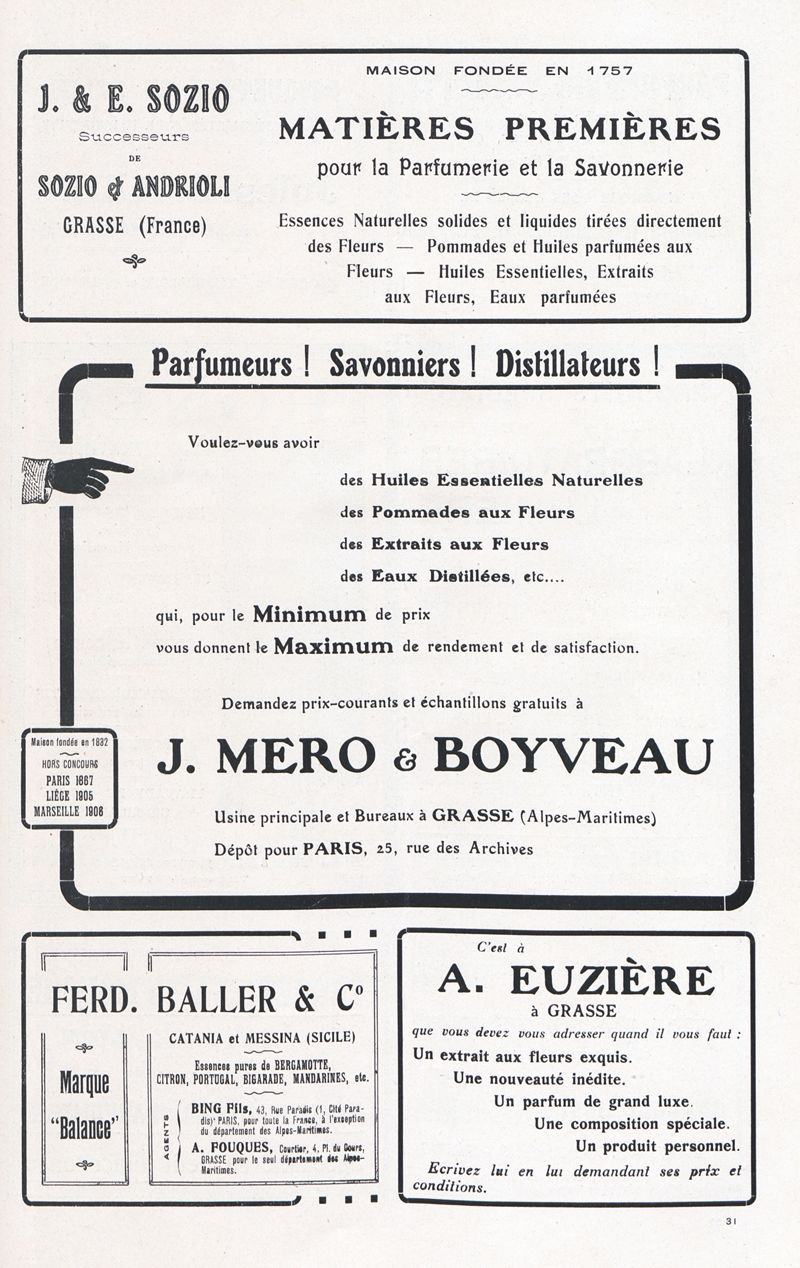 J. & E. SOZIO
Successeurs
DE
SOZIO & ANDRIOLI
GRASSE (France)
MAISON FONDÉE EN 1757
MATIÈRES PREMIÈRES
pour la Parfumerie et la Savonnerie
Essences Naturelles solides et liquides tirées directement
des Fleurs — Pommades et Huiles parfumées aux
Fleurs — Huiles Essentielles, Extraits
aux Fleurs, Eaux parfumées
Parfumeurs ! Savonniers ! Distillateurs !
Voulez-vous avoir
des Huiles Essentielles Naturelles
des Pommades aux Fleurs
des Extraits aux Fleurs
des Eaux Distillées, etc....
qui, pour le Minimum de prix
vous donnent le Maximum de rendement et de satisfaction.
Demandez prix-courants et échantillons gratuits à
J. MERO & BOYVEAU
Usine principale et Bureaux à GRASSE (Alpes-Maritimes)
Dépôt pour PARIS, 25, rue des Archives
Maison fondée en 1832
HORS CONCOURS
PARIS 1867
LIÉGE 1905
MARSEILLE 1906
FERD. BALLER & Cº
Marque
"Balance"
CATANIA et MESSINA (SICILE)
Essences pures de BERGAMOTTE,
CITRON, PORTUGAL, BIGARADE, MANDARINES, etc.
AGENTS
BING Fils, 43, Rue Paradis (1, Cité Para-
dis) PARIS, pour toute la France, à l'exception
du département des Alpes-Maritimes.
A. FOUQUES, Courtier, 4, Pl. du Cours,
GRASSE pour le seul département des Alpes-
Maritimes.
C'est à
A. EUZIÈRE
à GRASSE
que vous devez vous adresser quand il vous faut :
Un extrait aux fleurs exquis.
Une nouveauté inédite.
Un parfum de grand luxe.
Une composition spéciale.
Un produit personnel.
Ecrivez lui en lui demandant ses prix et
conditions.
31